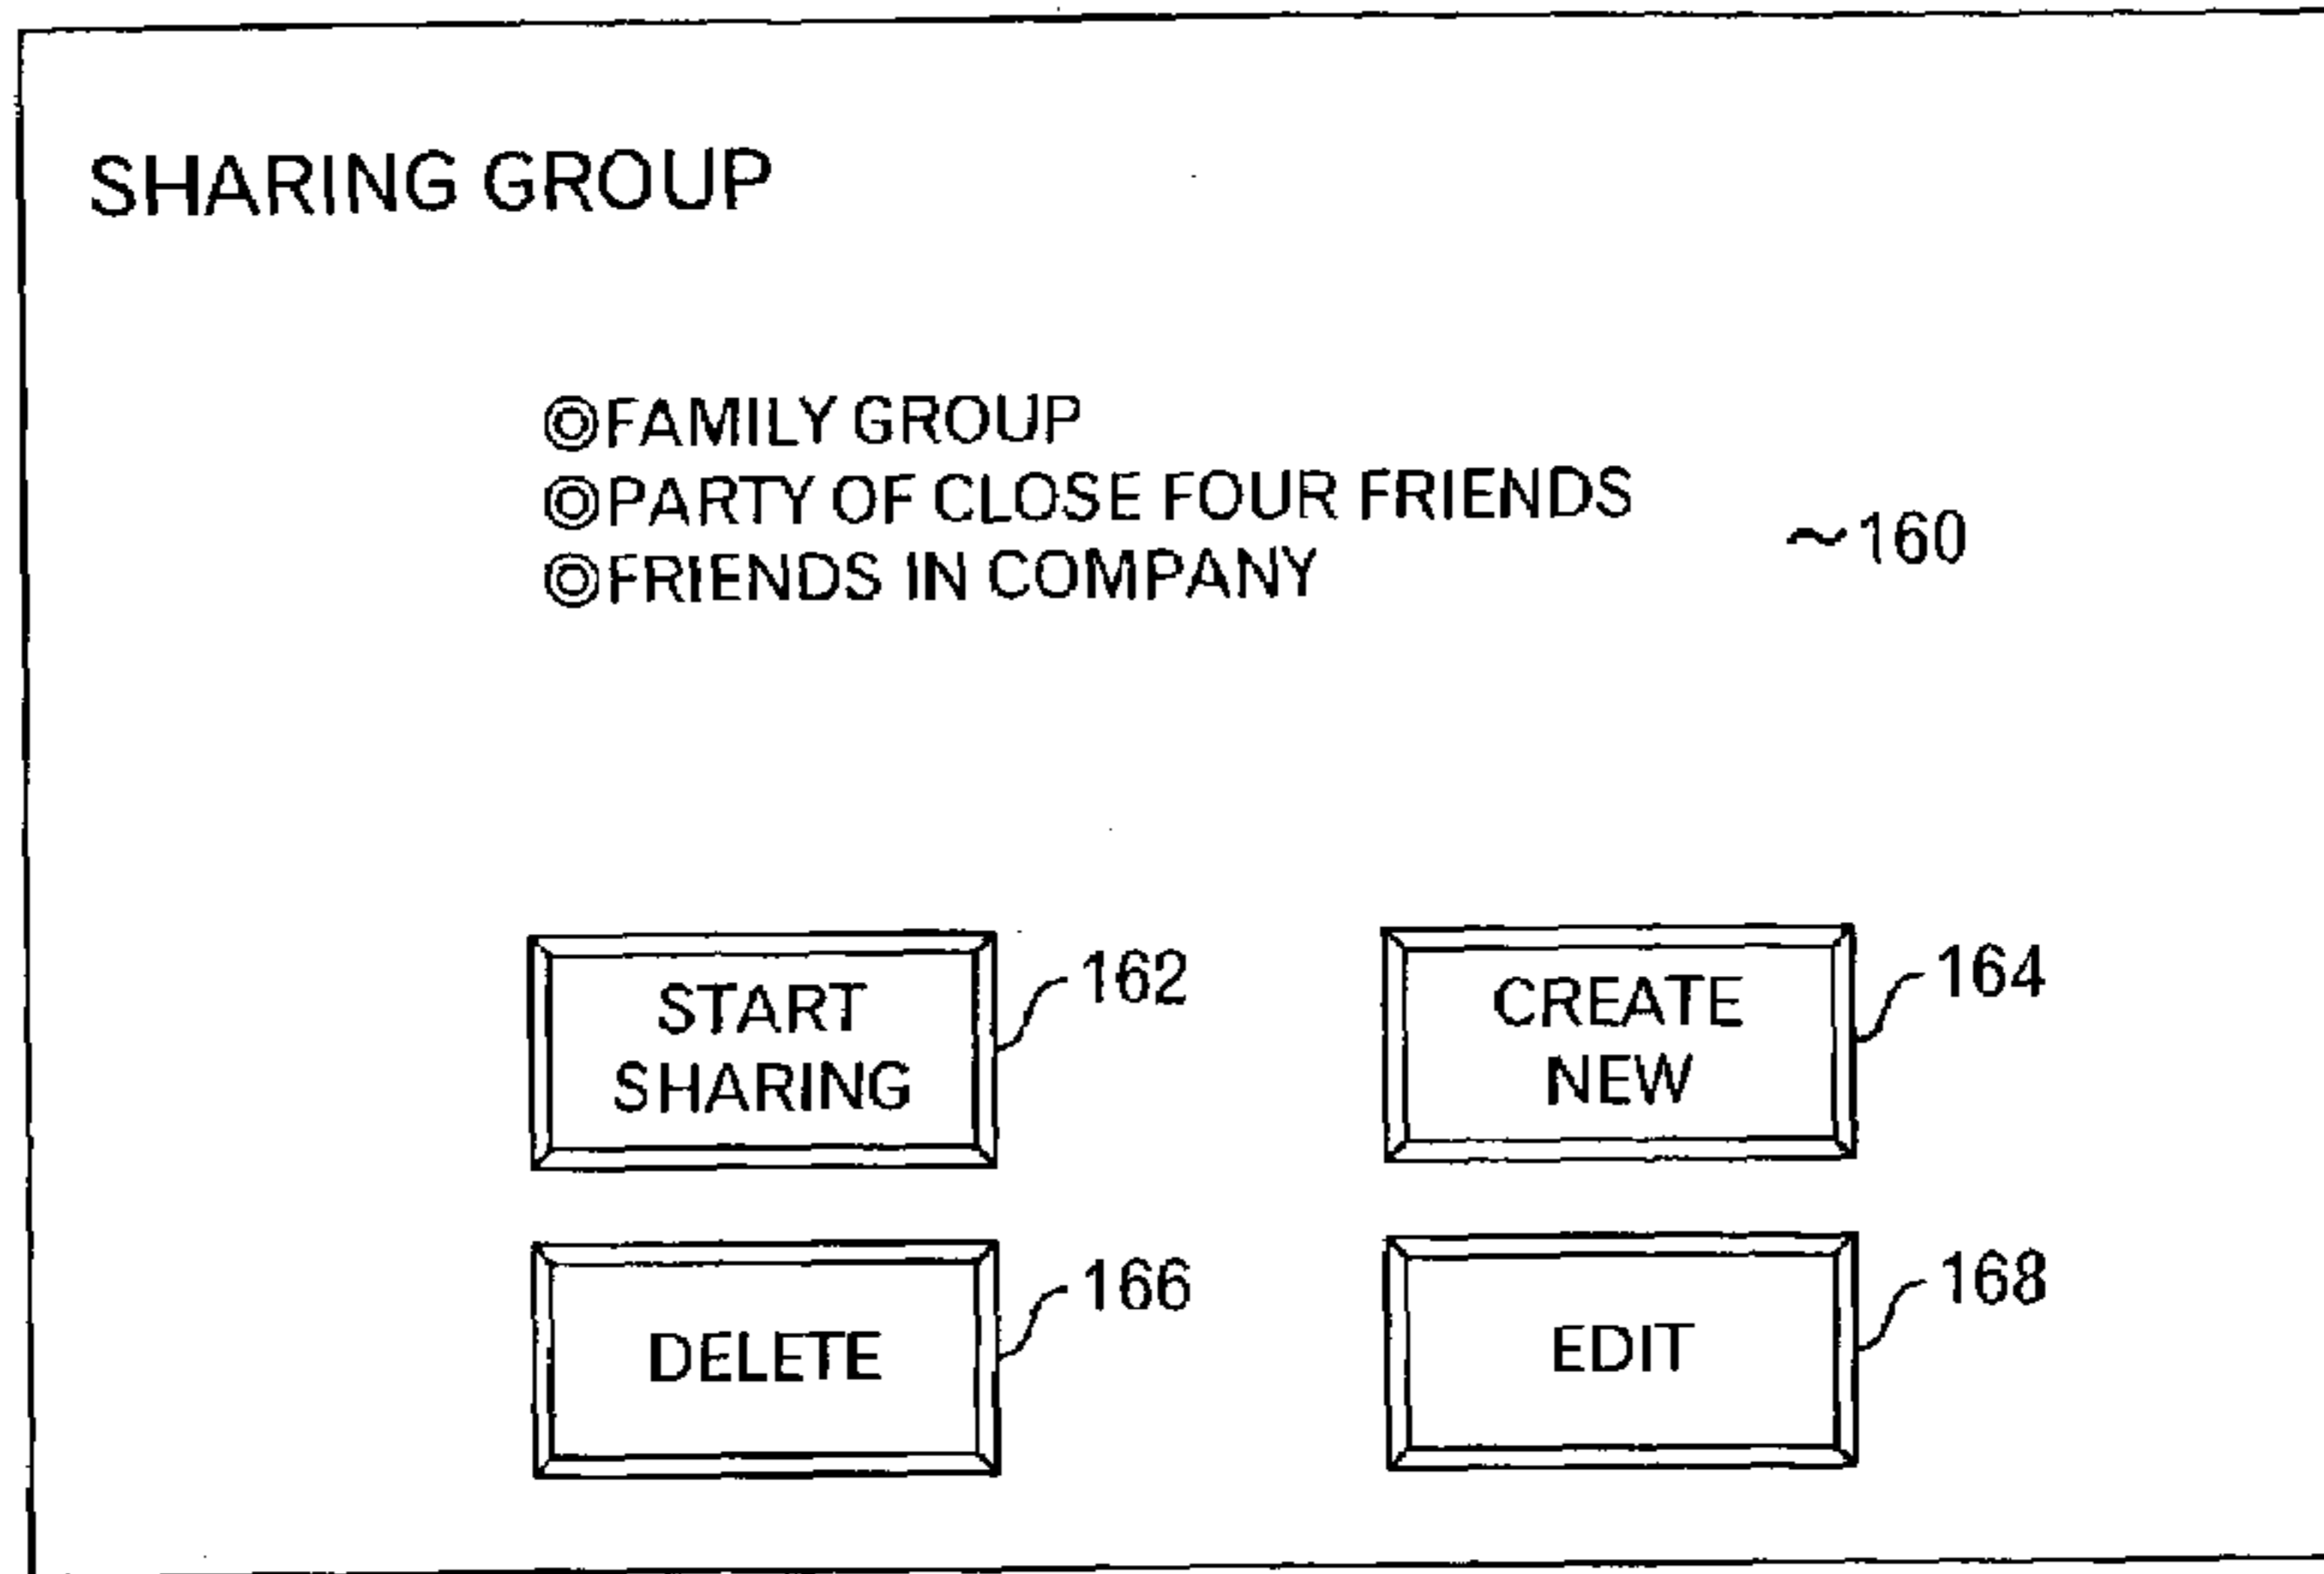 SHARING GROUP
◎FAMILY GROUP
◎PARTY OF CLOSE FOUR FRIENDS
◎FRIENDS IN COMPANY
~160
START
SHARING
162
CREATE
NEW
164
DELETE
166
EDIT
168